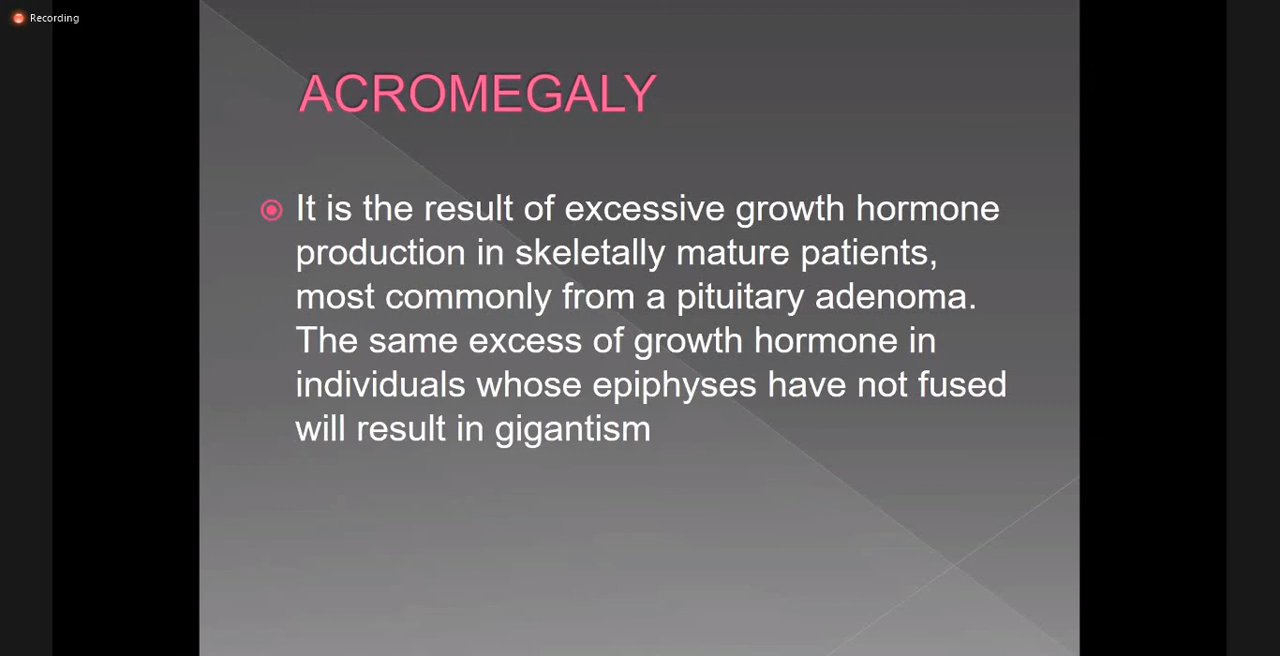 Recording
ACROMEGALY
It is the result of excessive growth hormone
production in skeletally mature patients,
most commonly from a pituitary adenoma.
The same excess of growth hormone in
individuals whose epiphyses have not fused
will result in gigantism